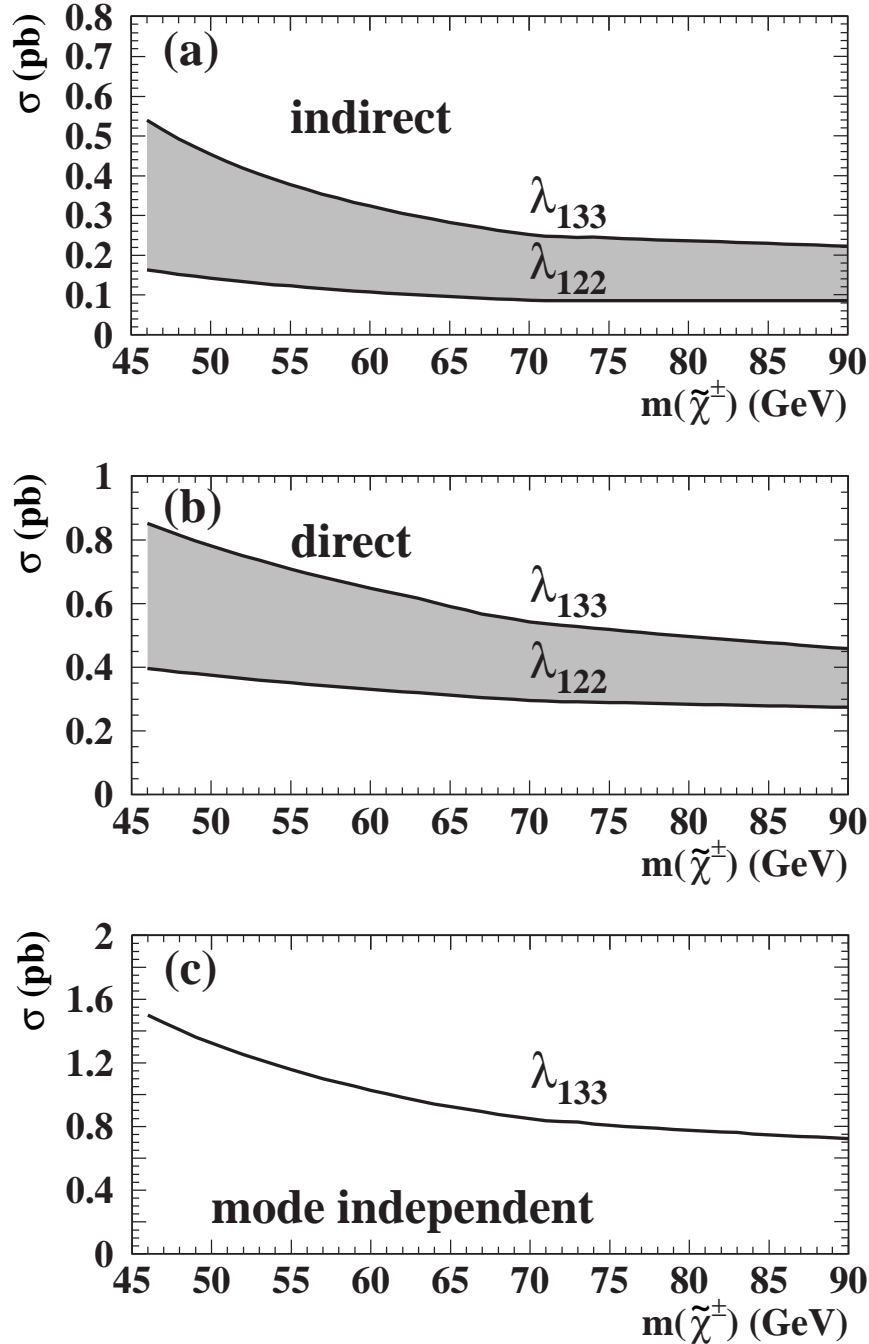 σ (pb)
0.8
0.7
0.6
0.5
0.4
0.3
0.2
0.1
0
(a)
indirect
λ133
λ122
45 50 55 60 65 70 75 80 85 90
m(χ̃±) (GeV)
σ (pb)
1
0.8
0.6
0.4
0.2
0
(b)
direct
λ133
λ122
45 50 55 60 65 70 75 80 85 90
m(χ̃±) (GeV)
σ (pb)
2
1.6
1.2
0.8
0.4
0
(c)
λ133
mode independent
45 50 55 60 65 70 75 80 85 90
m(χ̃±) (GeV)